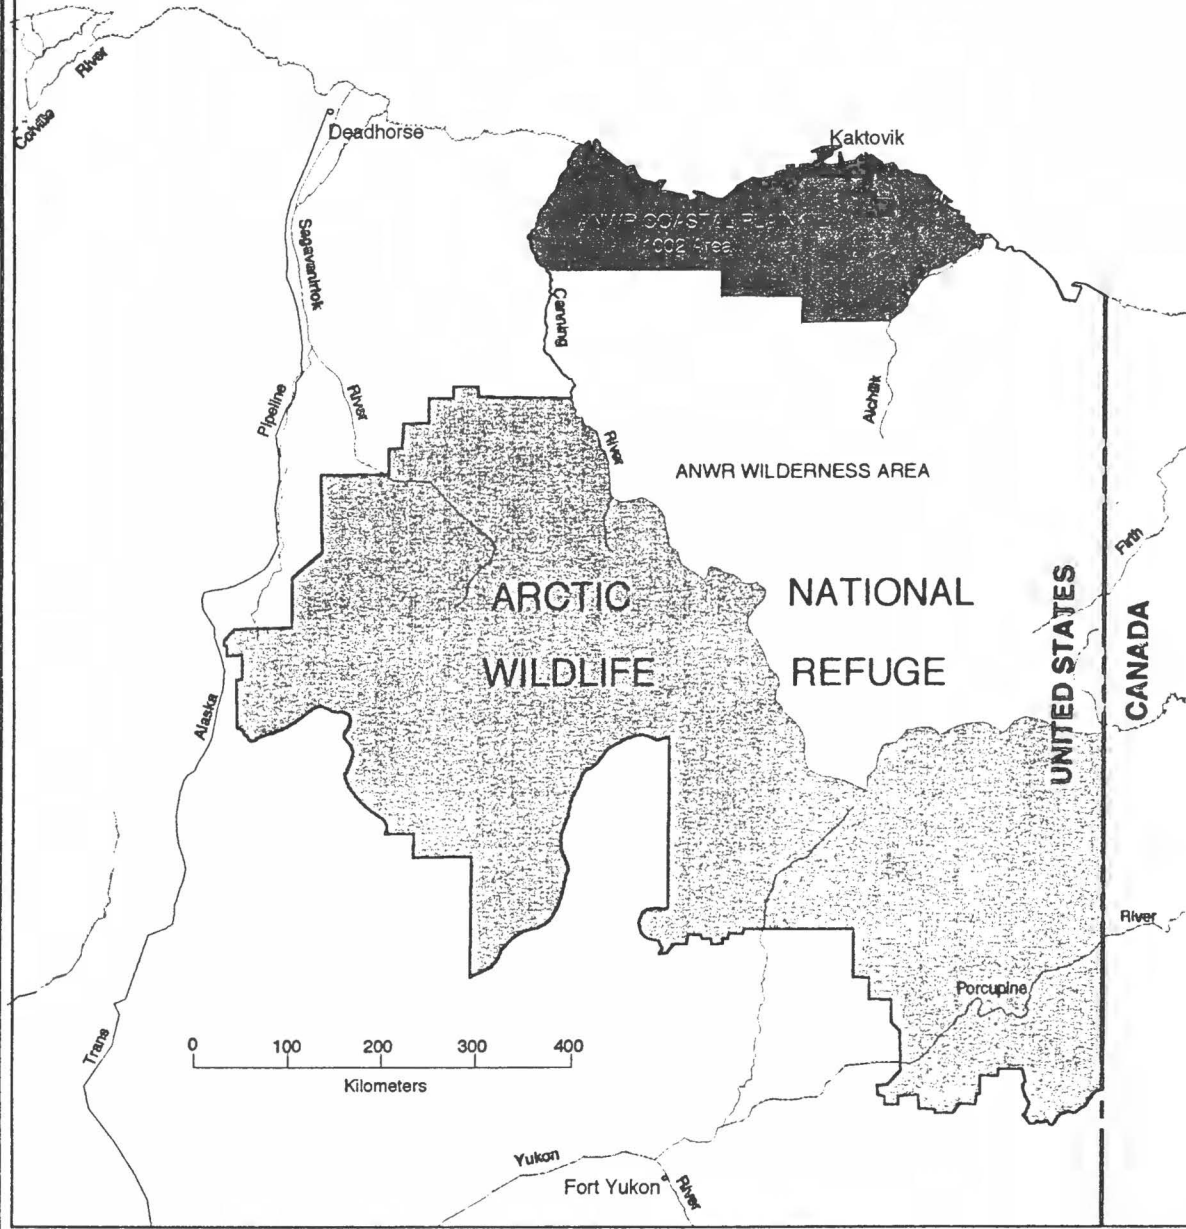 River
Colville
Deadhorse
Kaktovik
ANWR COASTAL PLAIN
1002 Area
Sagavanirktok
Canning
Pipeline
River
Aichilik
River
ANWR WILDERNESS AREA
Firth
ARCTIC NATIONAL
WILDLIFE REFUGE
UNITED STATES
CANADA
Alaska
River
Porcupine
Trans
0 100 200 300 400
Kilometers
Yukon
Fort Yukon
River